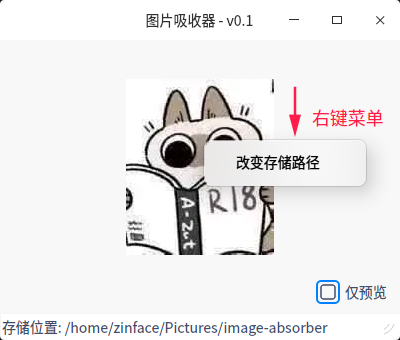 图片吸收器 - v0.1
右键菜单
改变存储路径
R18
A-Zut
仅预览
存储位置: /home/zinface/Pictures/image-absorber